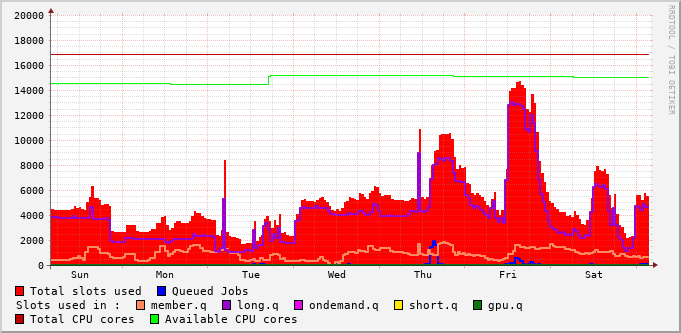 20000
18000
16000
14000
12000
10000
8000
6000
4000
2000
0
Sun Mon Tue Wed Thu Fri Sat
RRDTOOL / TOBI OETIKER
Total slots used Queued Jobs
Slots used in : member.q long.q ondemand.q short.q gpu.q
Total CPU cores Available CPU cores